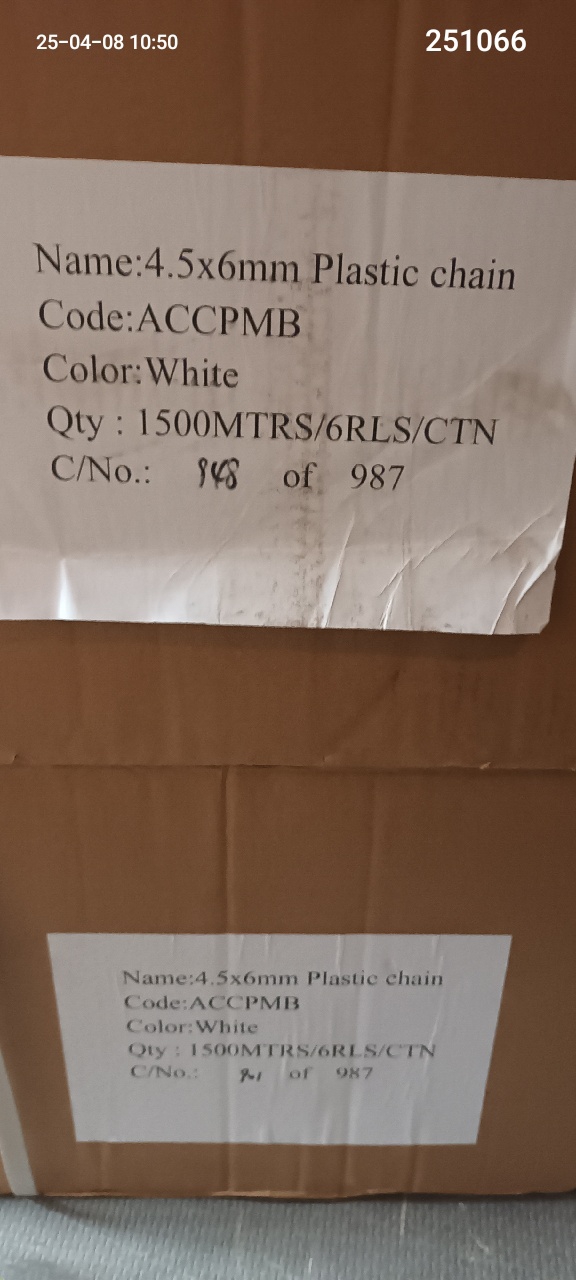 25-04-08 10:50
251066
Name:4.5x6mm Plastic chain
Code:ACCPMB
Color:White
Qty : 1500MTRS/6RLS/CTN
C/No.: of 987
Name:4.5x6mm Plastic chain
Code:ACCPMB
Color:White
Qty : 1500MTRS/6RLS/CTN
C/No.: of 987